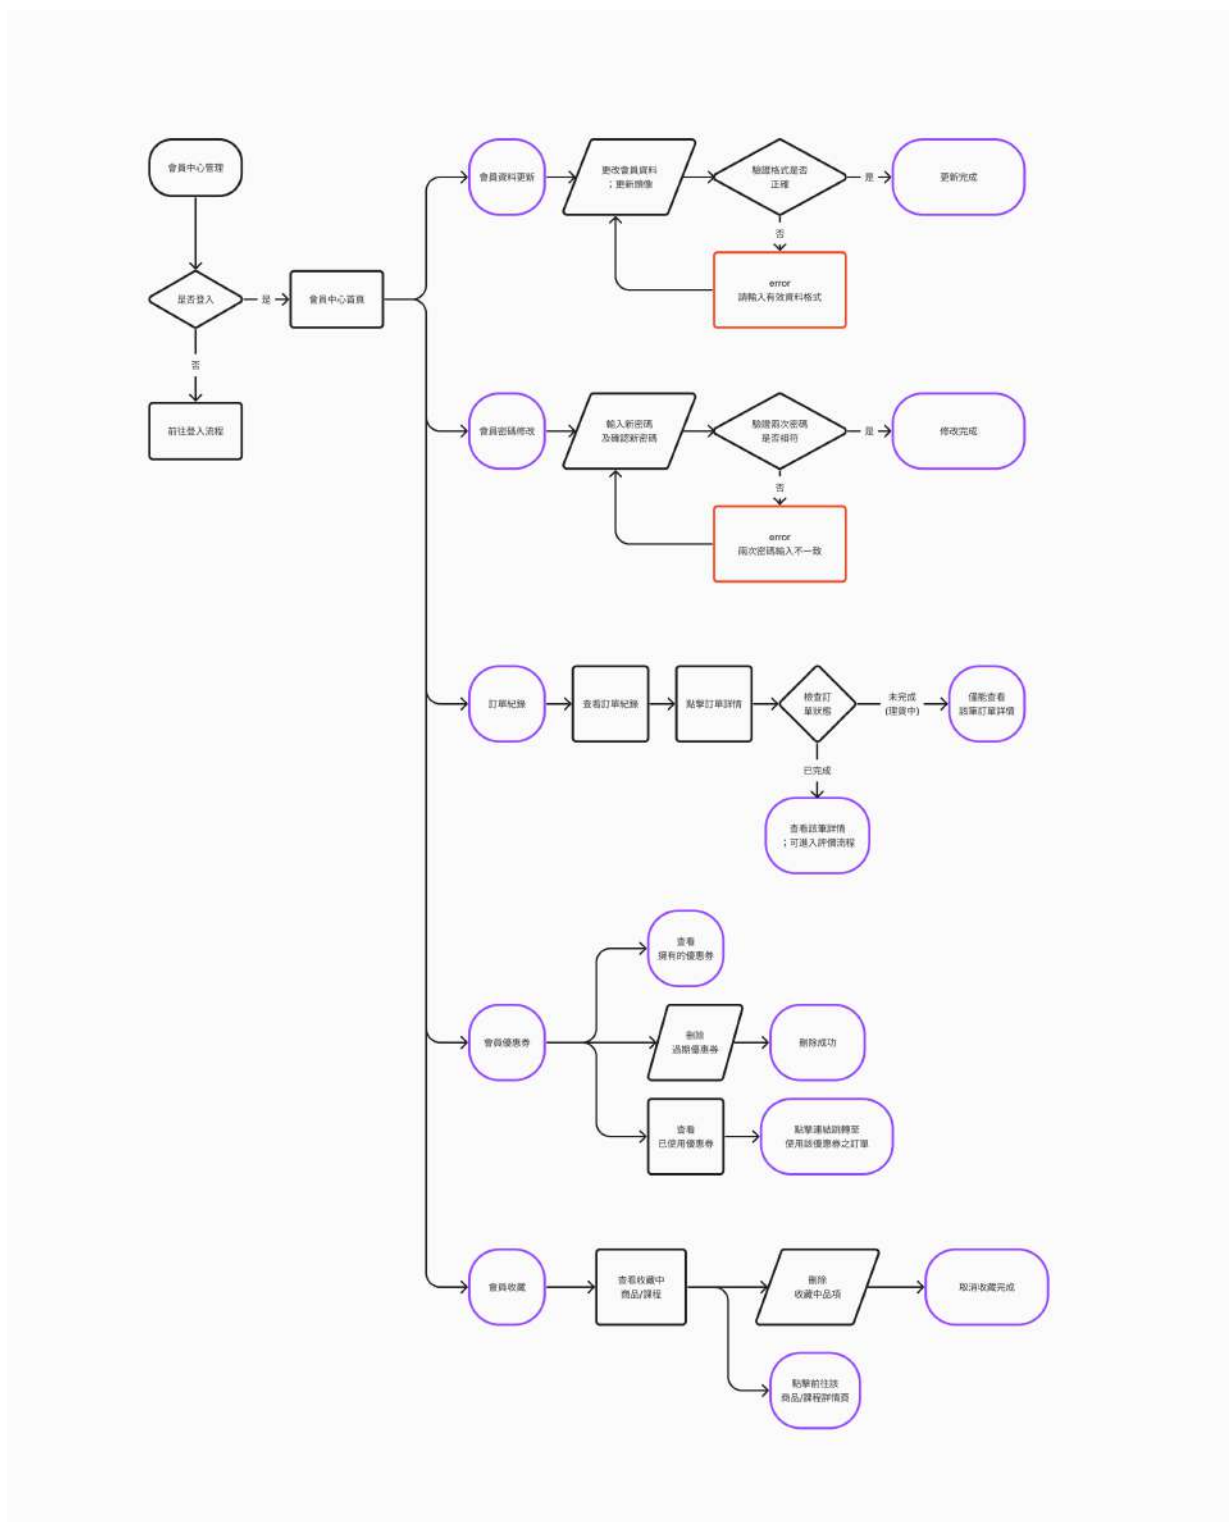 會員中心管理
是否登入
是
會員中心首頁
否
前往登入流程
會員資料更新
更改會員資料
；更新頭像
驗證格式是否
正確
是
更新完成
否
error
請輸入有效資料格式
會員密碼修改
輸入新密碼
及確認新密碼
驗證兩次密碼
是否相符
是
修改完成
否
error
兩次密碼輸入不一致
訂單紀錄
查看訂單紀錄
點擊訂單詳情
檢查訂
單狀態
未完成
(理貨中)
僅能查看
該筆訂單詳情
已完成
查看該筆詳情
；可進入評價流程
會員優惠券
查看
擁有的優惠券
刪除
過期優惠券
刪除成功
查看
已使用優惠券
點擊連結跳轉至
使用該優惠券之訂單
會員收藏
查看收藏中
商品/課程
刪除
收藏中品項
取消收藏完成
點擊前往該
商品/課程詳情頁